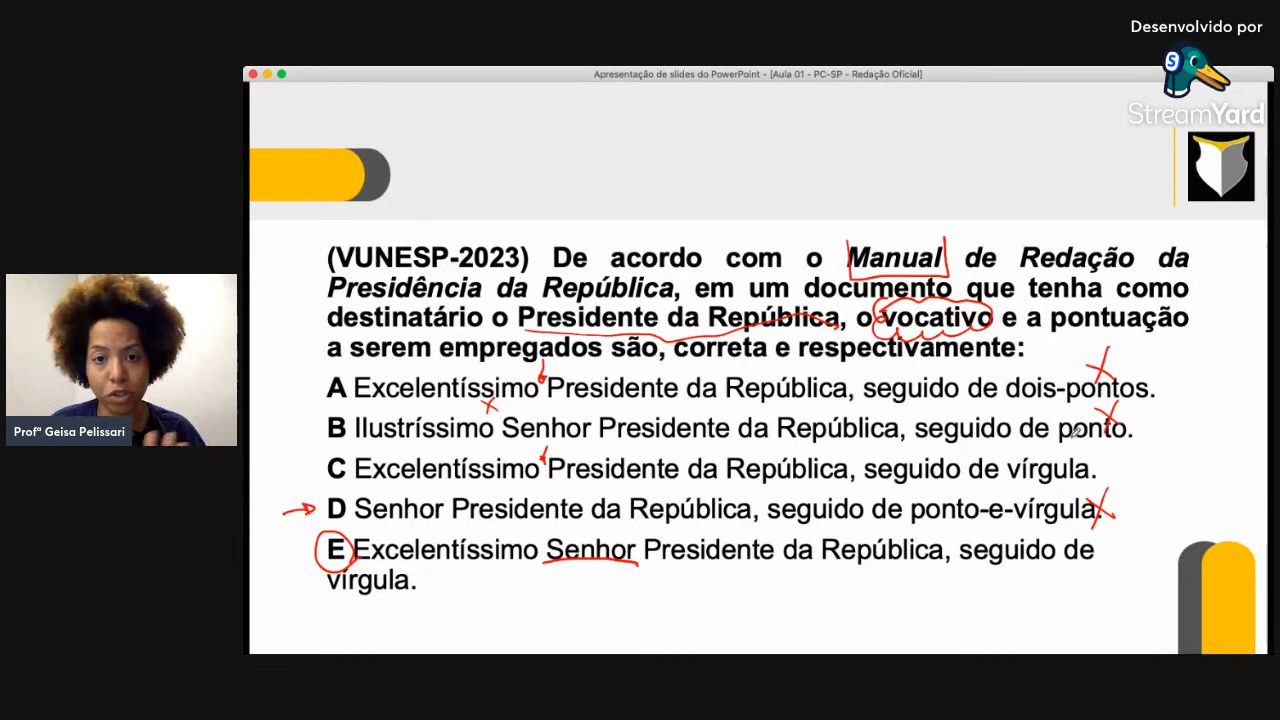 Desenvolvido por
StreamYard
Apresentação de slides do PowerPoint - [Aula 01 - PC-SP - Redação Oficial]
(VUNESP-2023) De acordo com o Manual de Redação da
Presidência da República, em um documento que tenha como
destinatário o Presidente da República, o vocativo e a pontuação
a serem empregados são, correta e respectivamente:
A Excelentíssimo Presidente da República, seguido de dois-pontos.
B Ilustríssimo Senhor Presidente da República, seguido de ponto.
C Excelentíssimo Presidente da República, seguido de vírgula.
D Senhor Presidente da República, seguido de ponto-e-vírgula.
E Excelentíssimo Senhor Presidente da República, seguido de
vírgula.
Profª Geisa Pelissari